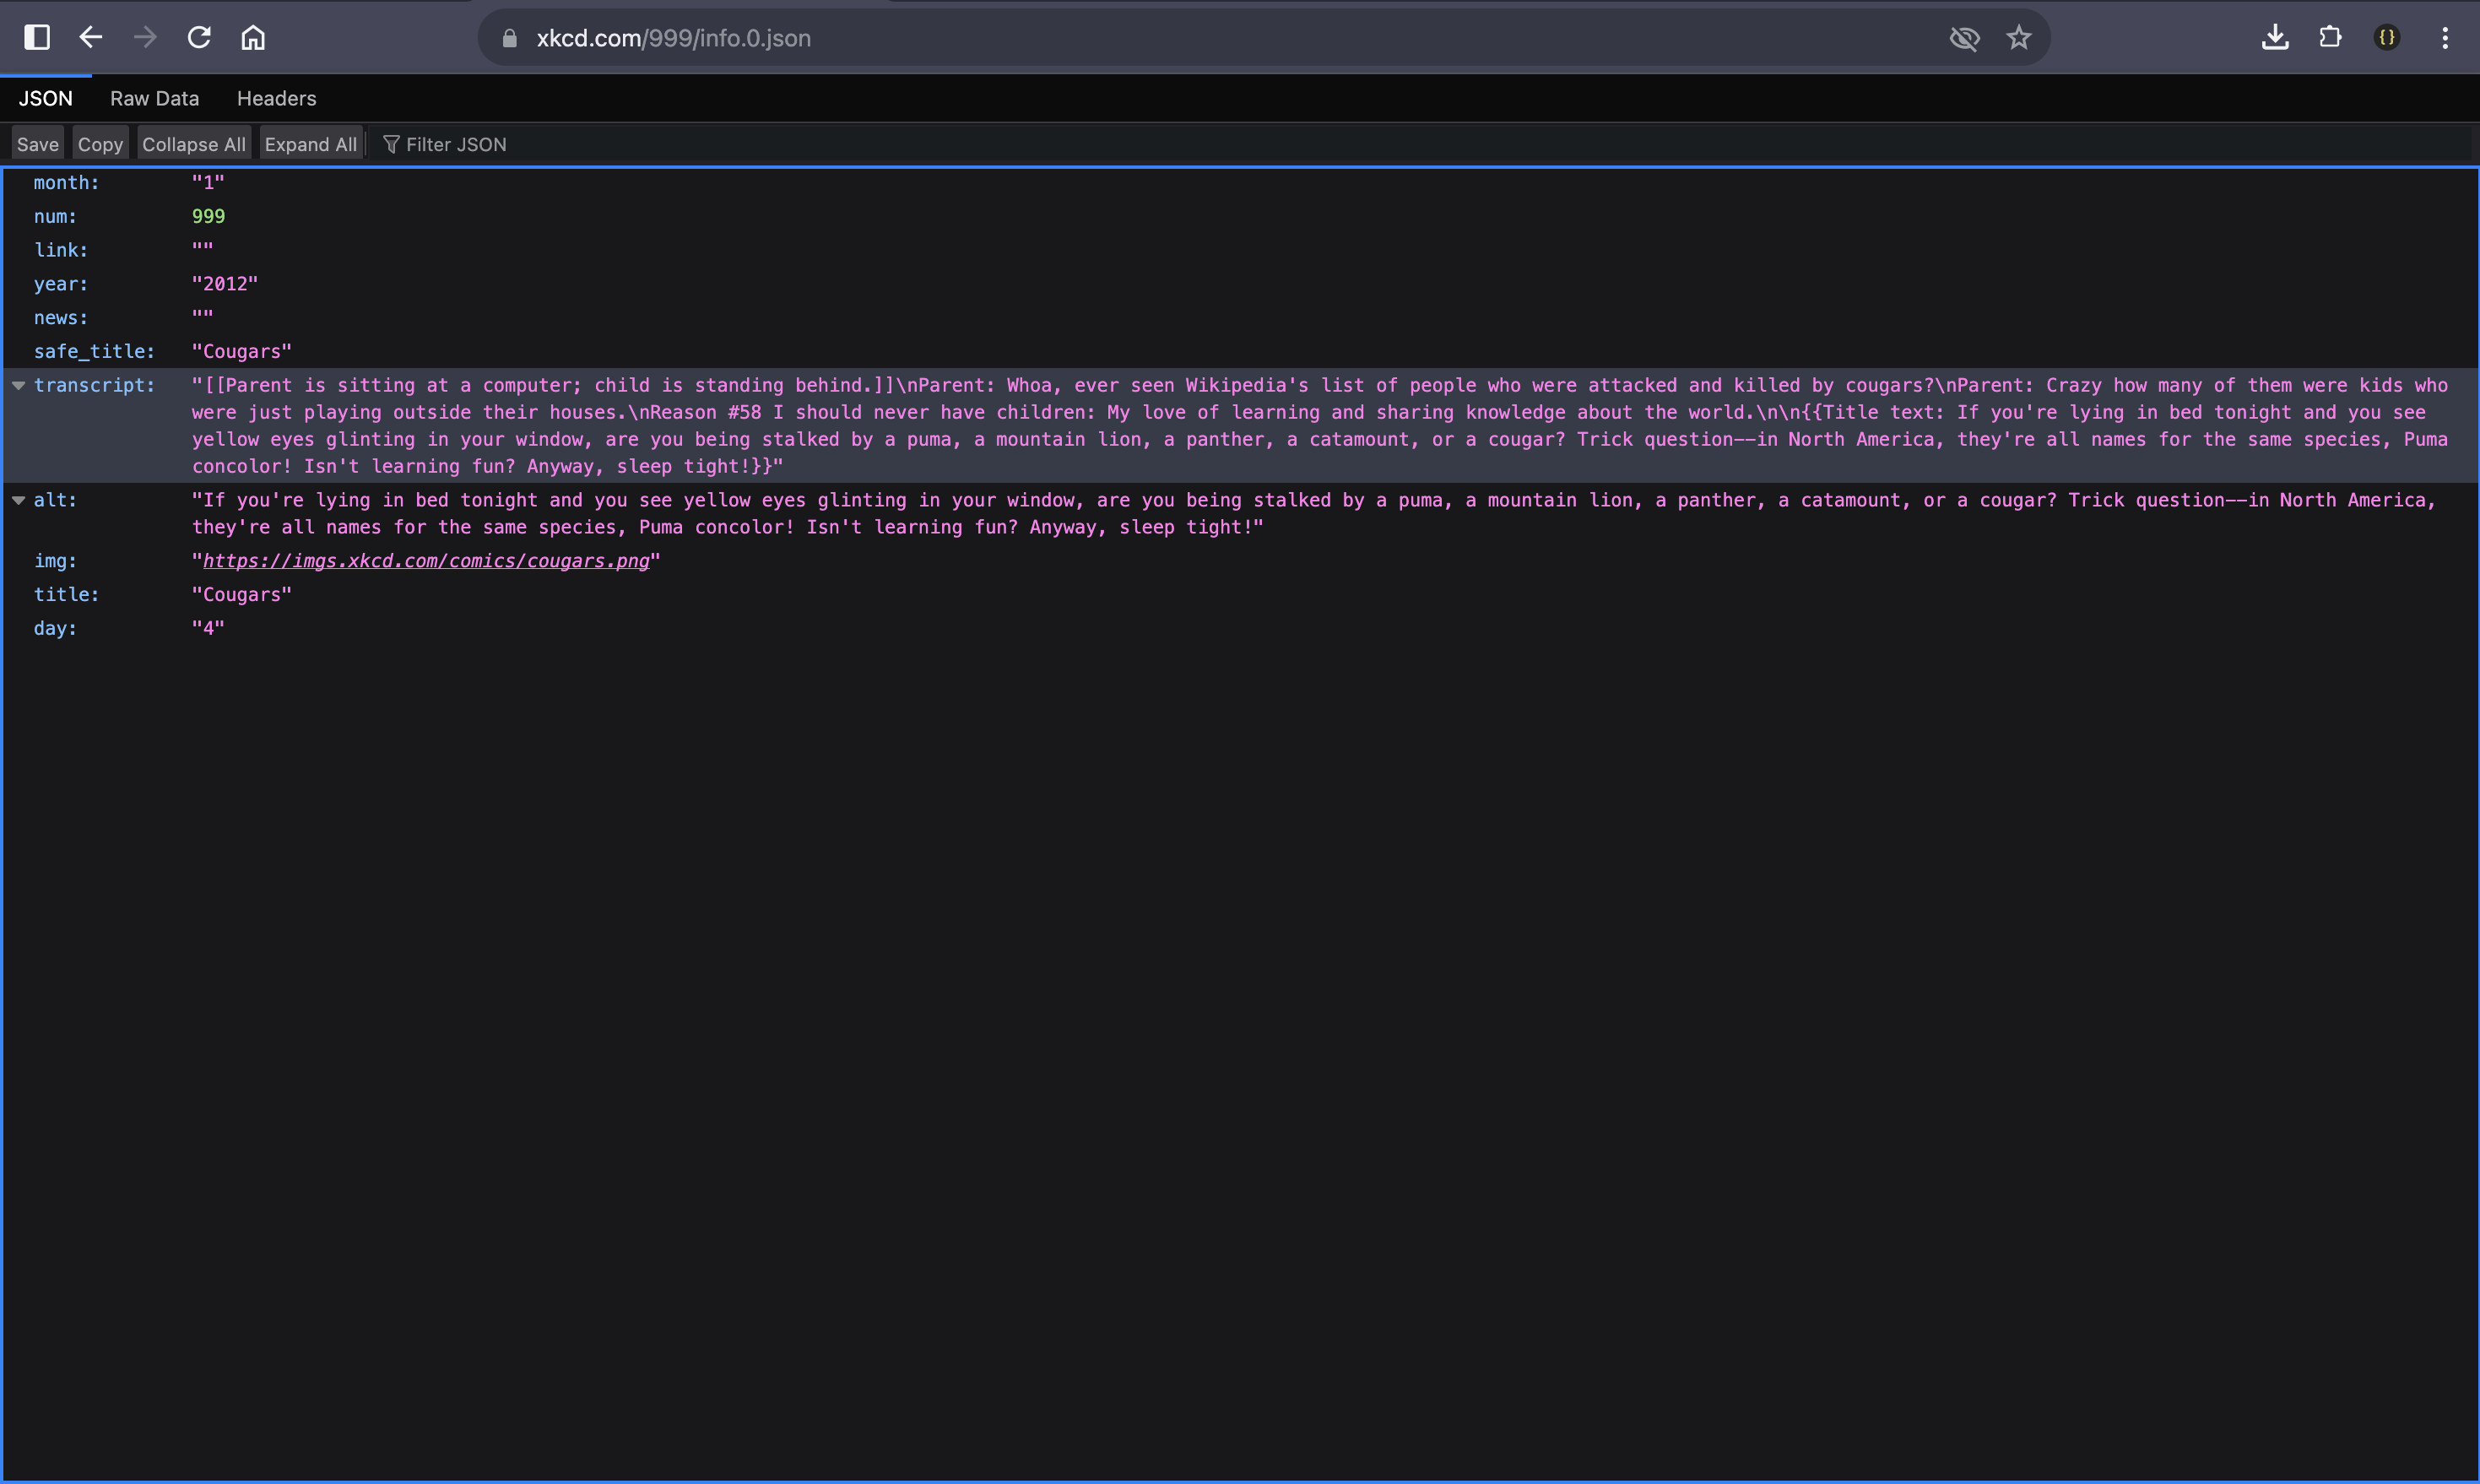 xkcd.com/999/info.0.json
{}
JSON Raw Data Headers
Save Copy Collapse All Expand All Filter JSON
month: "1"
num: 999
link: ""
year: "2012"
news: ""
safe_title: "Cougars"
transcript: "[[Parent is sitting at a computer; child is standing behind.]]\nParent: Whoa, ever seen Wikipedia's list of people who were attacked and killed by cougars?\nParent: Crazy how many of them were kids who
were just playing outside their houses.\nReason #58 I should never have children: My love of learning and sharing knowledge about the world.\n\n{{Title text: If you're lying in bed tonight and you see
yellow eyes glinting in your window, are you being stalked by a puma, a mountain lion, a panther, a catamount, or a cougar? Trick question––in North America, they're all names for the same species, Puma
concolor! Isn't learning fun? Anyway, sleep tight!}}"
alt: "If you're lying in bed tonight and you see yellow eyes glinting in your window, are you being stalked by a puma, a mountain lion, a panther, a catamount, or a cougar? Trick question––in North America,
they're all names for the same species, Puma concolor! Isn't learning fun? Anyway, sleep tight!"
img: "https://imgs.xkcd.com/comics/cougars.png"
title: "Cougars"
day: "4"